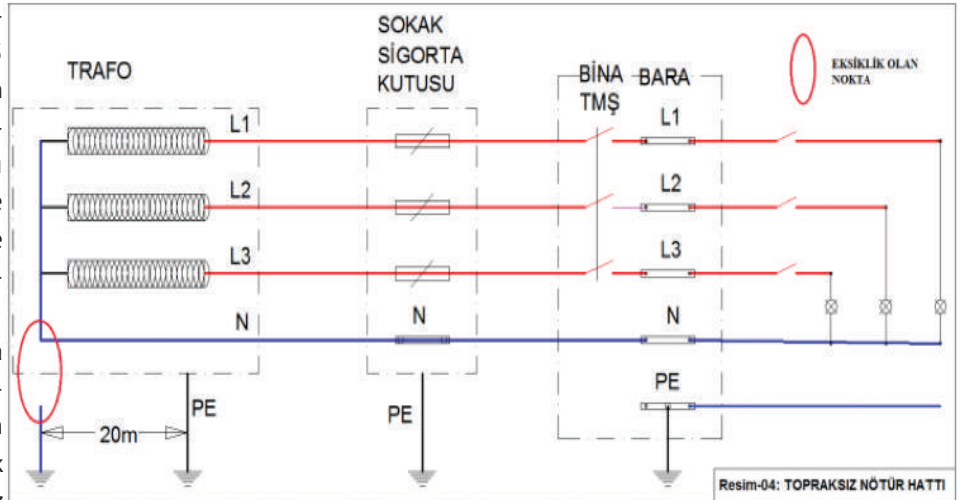 TRAFO
SOKAK
SİGORTA
KUTUSU
BİNA
TMŞ
BARA
EKSİKLİK OLAN
NOKTA
L1
L1
L2
L2
L3
L3
N
N
N
PE
PE
PE
20m
Resim-04: TOPRAKSIZ NÖTÜR HATTI